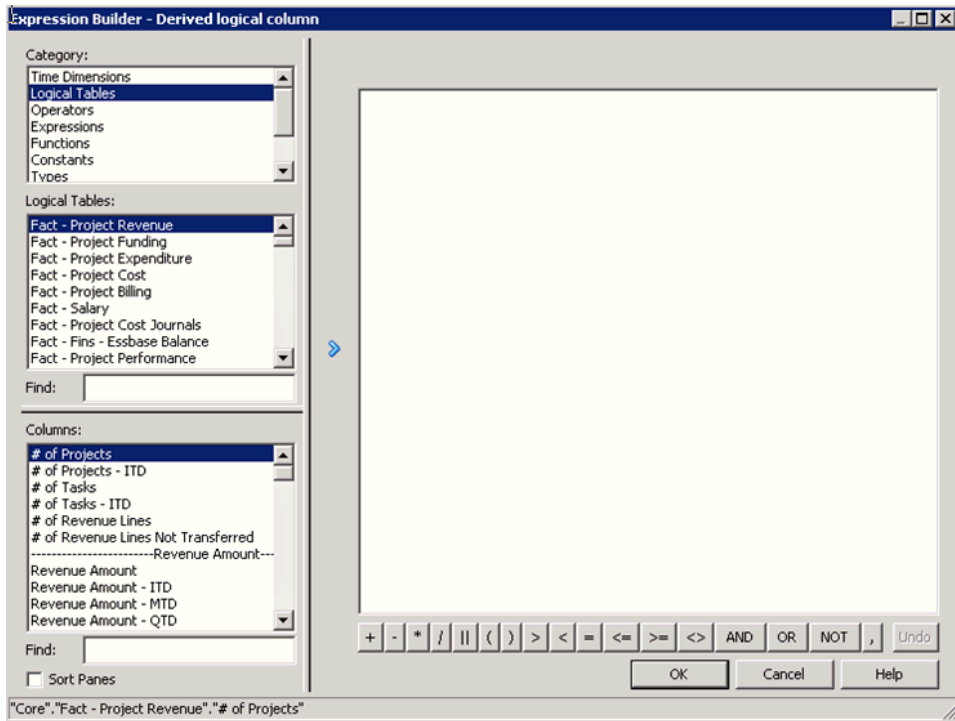 Expression Builder - Derived logical column
Category:
Time Dimensions
Logical Tables
Operators
Expressions
Functions
Constants
Types
Logical Tables:
Fact - Project Revenue
Fact - Project Funding
Fact - Project Expenditure
Fact - Project Cost
Fact - Project Billing
Fact - Salary
Fact - Project Cost Journals
Fact - Fins - Essbase Balance
Fact - Project Performance
Find:
Columns:
# of Projects
# of Projects - ITD
# of Tasks
# of Tasks - ITD
# of Revenue Lines
# of Revenue Lines Not Transferred
-------------------------Revenue Amount---
Revenue Amount
Revenue Amount - ITD
Revenue Amount - MTD
Revenue Amount - QTD
Find:
Sort Panes
+ - * / || ( ) > < = <= >= <> AND OR NOT , Undo
OK Cancel Help
"Core"."Fact - Project Revenue"."# of Projects"